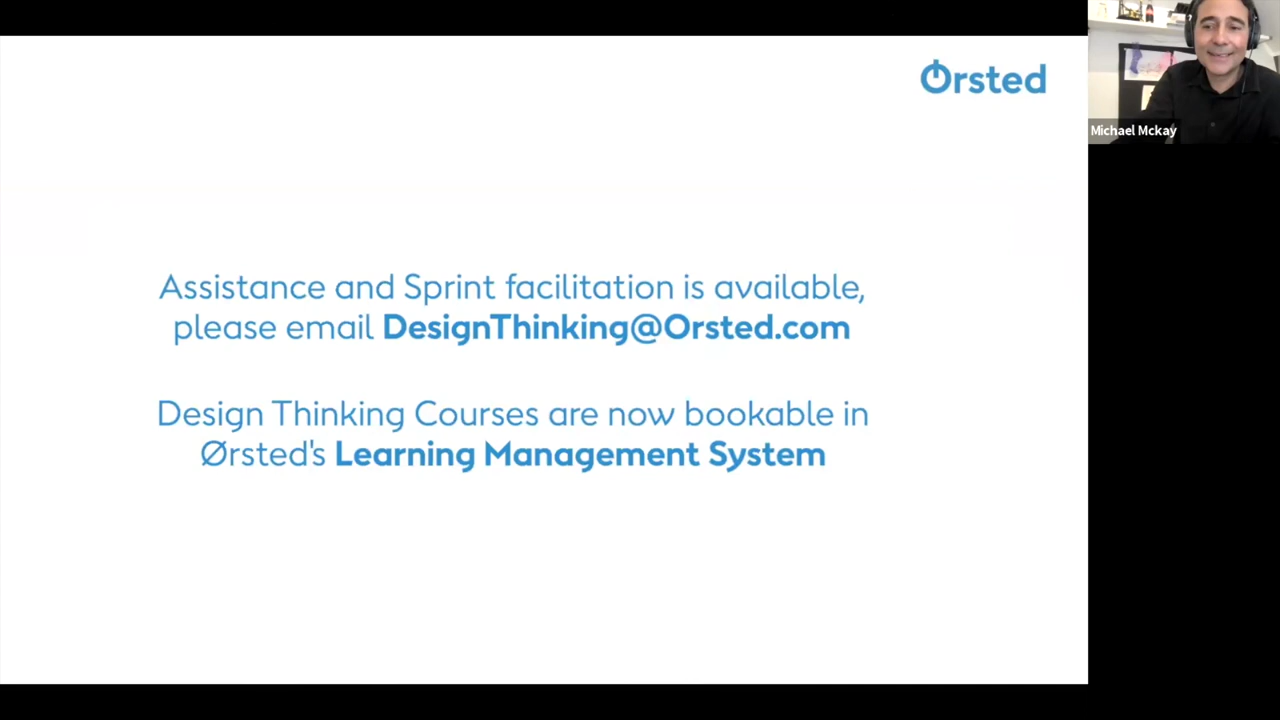 Ørsted
Michael Mckay
Assistance and Sprint facilitation is available,
please email DesignThinking@Orsted.com
Design Thinking Courses are now bookable in
Ørsted's Learning Management System